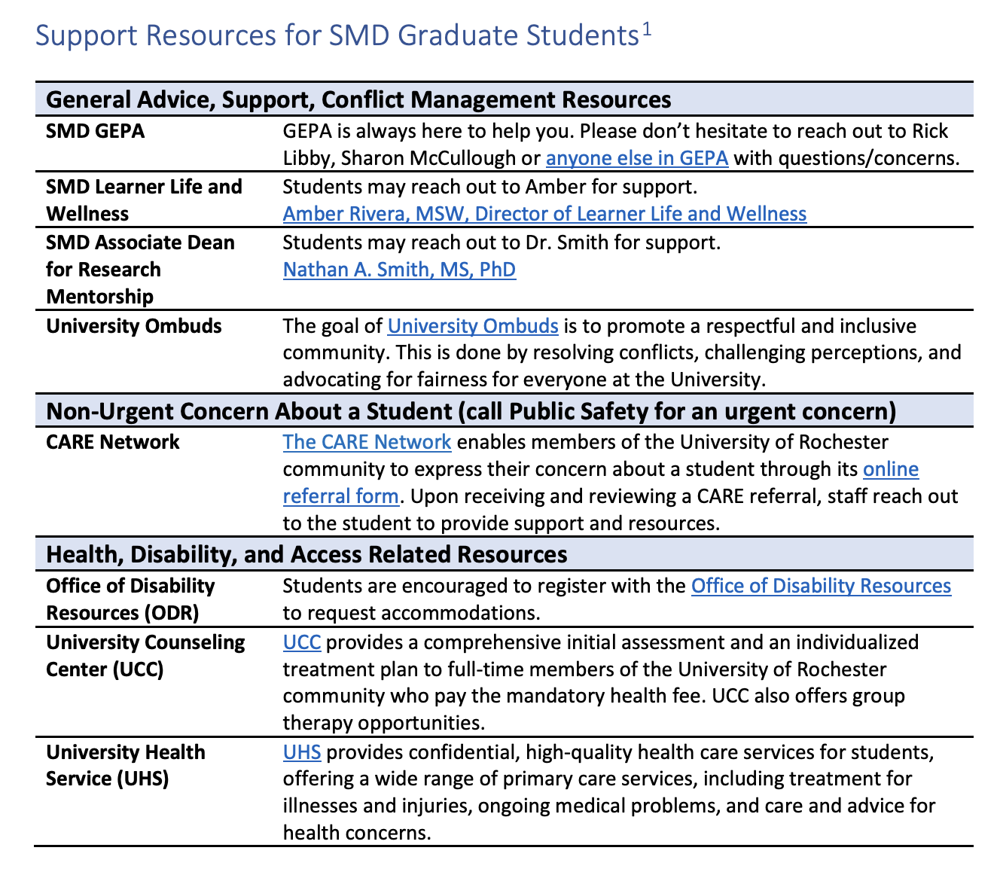 Support Resources for SMD Graduate Students¹
General Advice, Support, Conflict Management Resources
SMD GEPA
GEPA is always here to help you. Please don’t hesitate to reach out to Rick
Libby, Sharon McCullough or anyone else in GEPA with questions/concerns.
SMD Learner Life and
Wellness
Students may reach out to Amber for support.
Amber Rivera, MSW, Director of Learner Life and Wellness
SMD Associate Dean
for Research
Mentorship
Students may reach out to Dr. Smith for support.
Nathan A. Smith, MS, PhD
University Ombuds
The goal of University Ombuds is to promote a respectful and inclusive
community. This is done by resolving conflicts, challenging perceptions, and
advocating for fairness for everyone at the University.
Non-Urgent Concern About a Student (call Public Safety for an urgent concern)
CARE Network
The CARE Network enables members of the University of Rochester
community to express their concern about a student through its online
referral form. Upon receiving and reviewing a CARE referral, staff reach out
to the student to provide support and resources.
Health, Disability, and Access Related Resources
Office of Disability
Resources (ODR)
Students are encouraged to register with the Office of Disability Resources
to request accommodations.
University Counseling
Center (UCC)
UCC provides a comprehensive initial assessment and an individualized
treatment plan to full-time members of the University of Rochester
community who pay the mandatory health fee. UCC also offers group
therapy opportunities.
University Health
Service (UHS)
UHS provides confidential, high-quality health care services for students,
offering a wide range of primary care services, including treatment for
illnesses and injuries, ongoing medical problems, and care and advice for
health concerns.